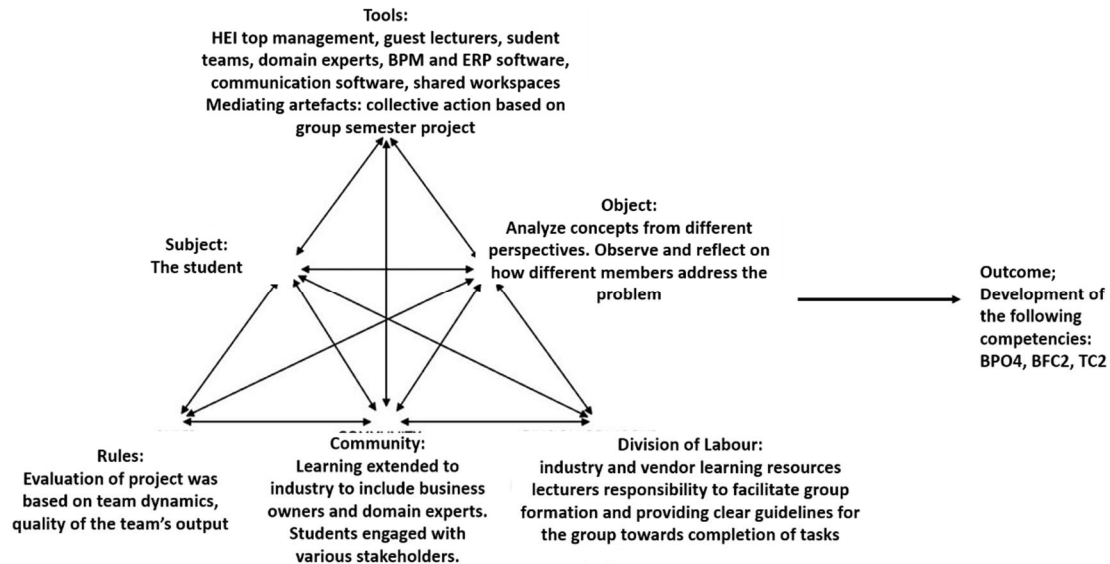 Tools:
HEI top management, guest lecturers, sudent
teams, domain experts, BPM and ERP software,
communication software, shared workspaces
Mediating artefacts: collective action based on
group semester project
Subject:
The student
Object:
Analyze concepts from different
perspectives. Observe and reflect on
how different members address the
problem
Outcome;
Development of
the following
competencies:
BPO4, BFC2, TC2
Rules:
Evaluation of project was
based on team dynamics,
quality of the team's output
Community:
Learning extended to
industry to include business
owners and domain experts.
Students engaged with
various stakeholders.
Division of Labour:
industry and vendor learning resources
lecturers responsibility to facilitate group
formation and providing clear guidelines for
the group towards completion of tasks